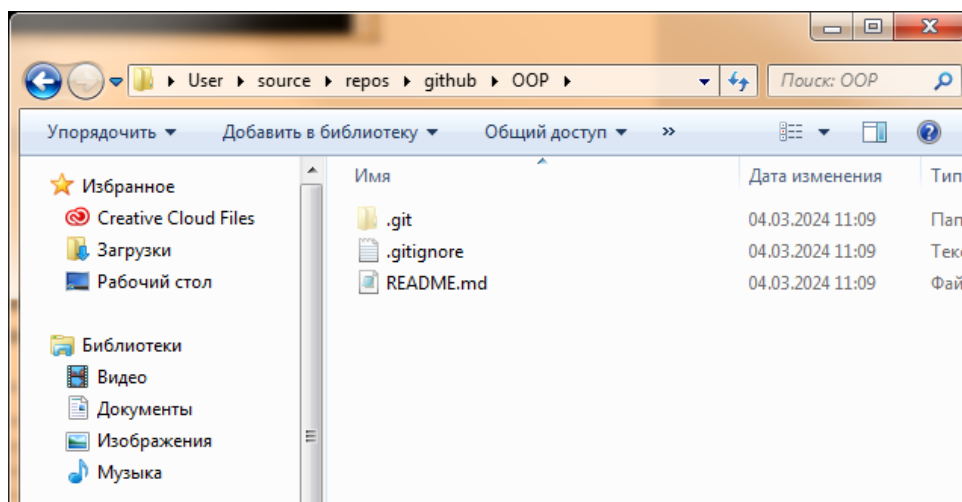 User source repos github OOP
Поиск: OOP
Упорядочить Добавить в библиотеку Общий доступ »
Имя Дата изменения Тип
Избранное
Creative Cloud Files
Загрузки
Рабочий стол
Библиотеки
Видео
Документы
Изображения
Музыка
.git 04.03.2024 11:09 Пап
.gitignore 04.03.2024 11:09 Текс
README.md 04.03.2024 11:09 Фай